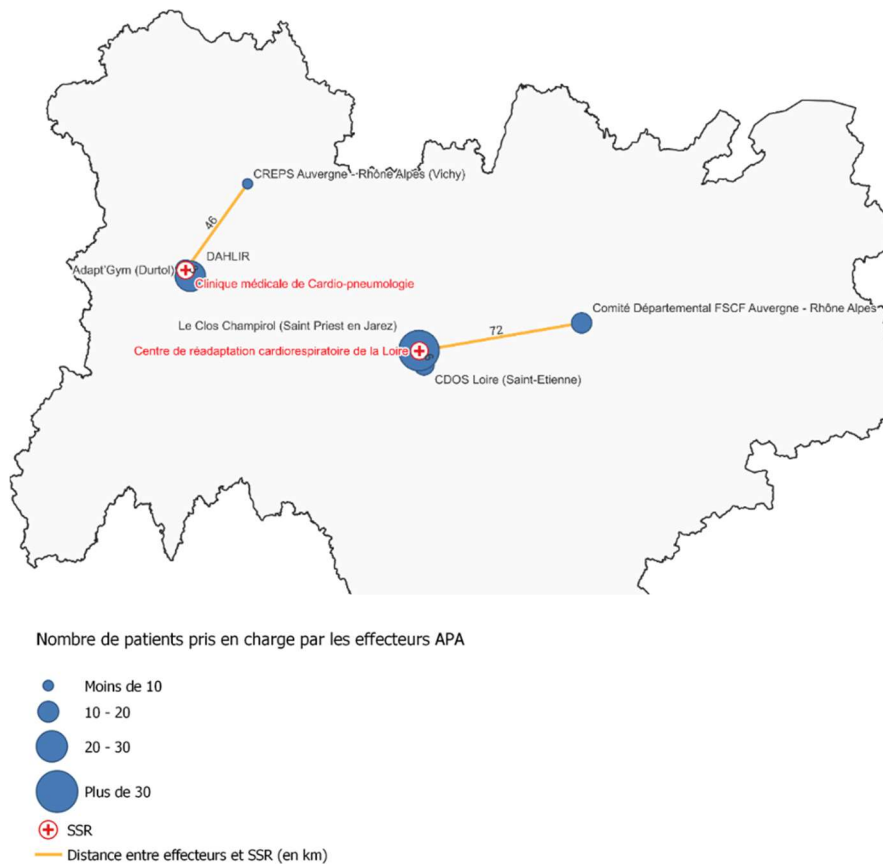 CREPS Auvergne - Rhône Alpes (Vichy)
46
DAHLIR
Adapt'Gym (Durtol)
Clinique médicale de Cardio-pneumologie
Comité Départemental FSCF Auvergne - Rhône Alpes
Le Clos Champirol (Saint Priest en Jarez)
72
Centre de réadaptation cardiorespiratoire de la Loire
CDOS Loire (Saint-Etienne)
Nombre de patients pris en charge par les effecteurs APA
Moins de 10
10 - 20
20 - 30
Plus de 30
SSR
Distance entre effecteurs et SSR (en km)